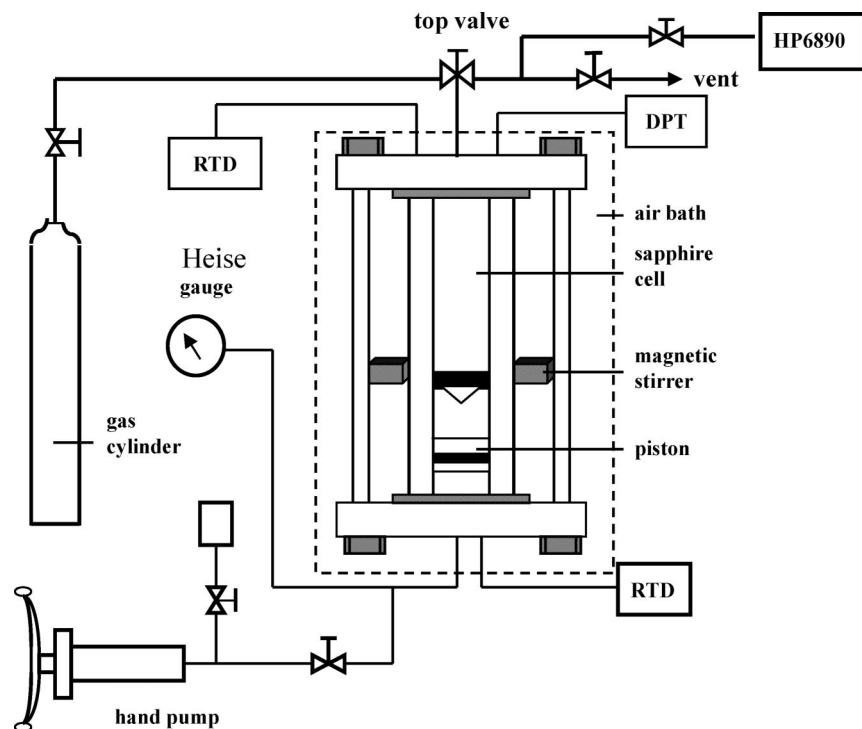 top valve
HP6890
vent
DPT
RTD
air bath
sapphire
cell
Heise
gauge
magnetic
stirrer
gas
cylinder
piston
RTD
hand pump